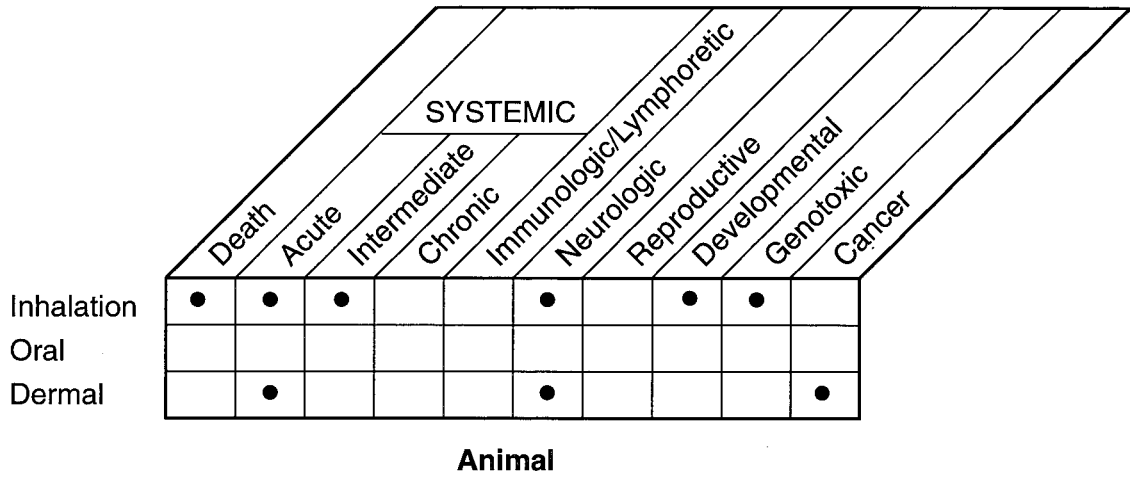 SYSTEMIC
Death
Acute
Intermediate
Chronic
Immunologic/Lymphoretic
Neurologic
Reproductive
Developmental
Genotoxic
Cancer
Inhalation
Oral
Dermal
Animal